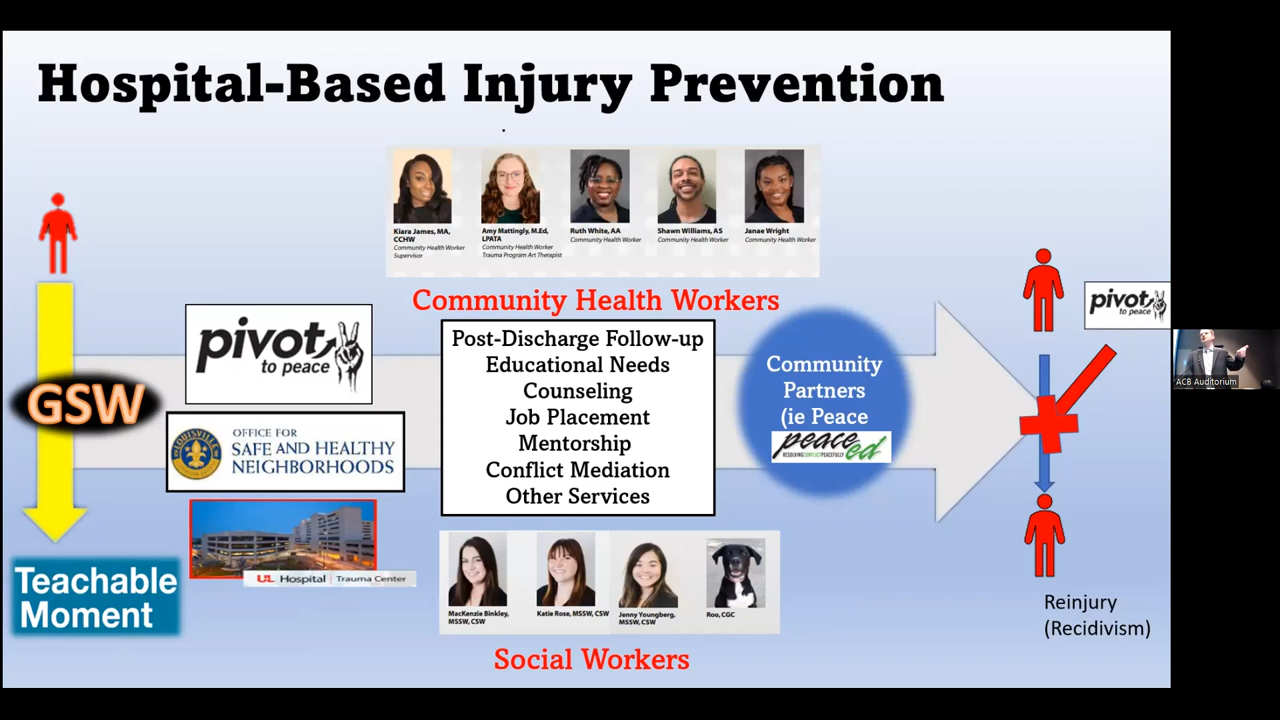 Hospital-Based Injury Prevention
Kiara James, MA,
CCHW
Community Health Worker
Supervisor
Amy Mattingly, M.Ed,
LPATA
Community Health Worker
Trauma Program Art Therapist
Ruth White, AA
Community Health Worker
Shawn Williams, AS
Community Health Worker
Janae Wright
Community Health Worker
Community Health Workers
pivot
to peace
GSW
OFFICE FOR
SAFE AND HEALTHY
NEIGHBORHOODS
LOUISVILLE
Post-Discharge Follow-up
Educational Needs
Counseling
Job Placement
Mentorship
Conflict Mediation
Other Services
Community
Partners
(ie Peace
peace ed
RESOLVING CONFLICT PEACEFULLY
pivot
to peace
ACB Auditorium
UL Hospital | Trauma Center
Teachable
Moment
MacKenzie Binkley,
MSSW, CSW
Katie Rose, MSSW, CSW
Jenny Youngberg,
MSSW, CSW
Roo, CGC
Social Workers
Reinjury
(Recidivism)